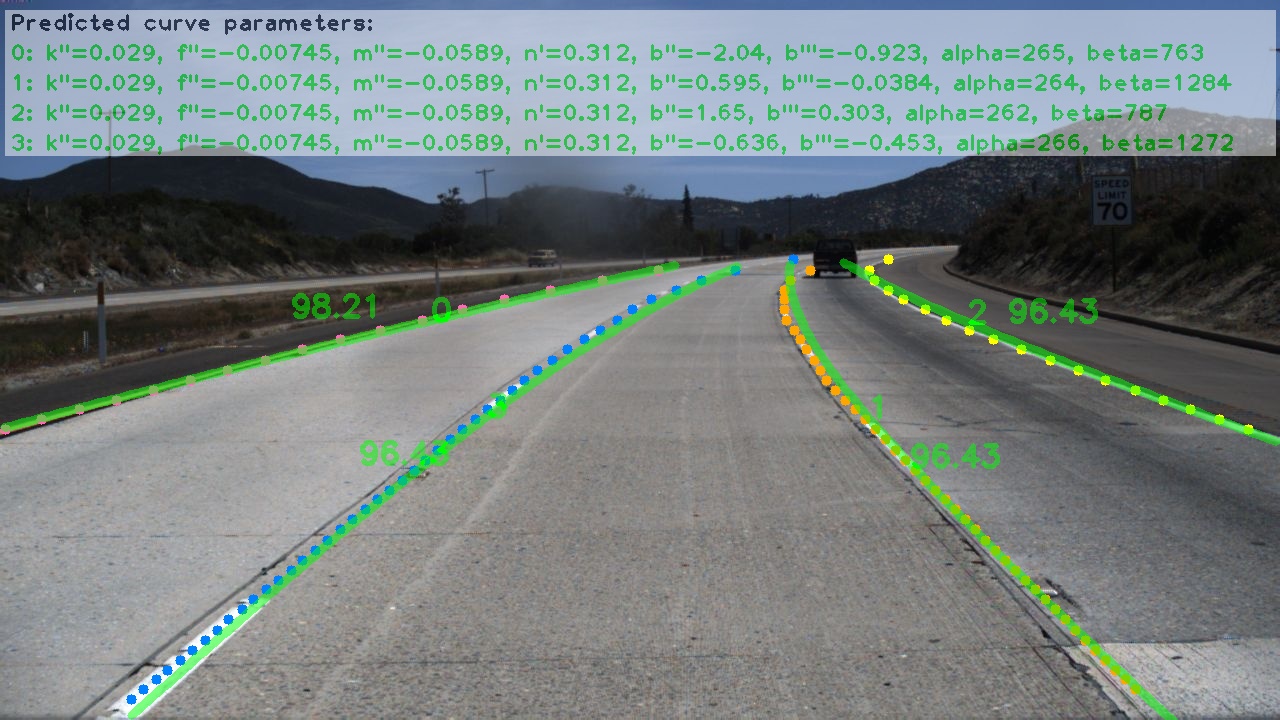 Predicted curve parameters:
0: k''=0.029, f''=-0.00745, m''=-0.0589, n'=0.312, b''=-2.04, b'''=-0.923, alpha=265, beta=763
1: k''=0.029, f''=-0.00745, m''=-0.0589, n'=0.312, b''=0.595, b'''=-0.0384, alpha=264, beta=1284
2: k''=0.029, f''=-0.00745, m''=-0.0589, n'=0.312, b''=1.65, b'''=0.303, alpha=262, beta=787
3: k''=0.029, f''=-0.00745, m''=-0.0589, n'=0.312, b''=-0.636, b'''=-0.453, alpha=266, beta=1272
SPEED
LIMIT
70
98.21 0
2 96.43
1
96.43